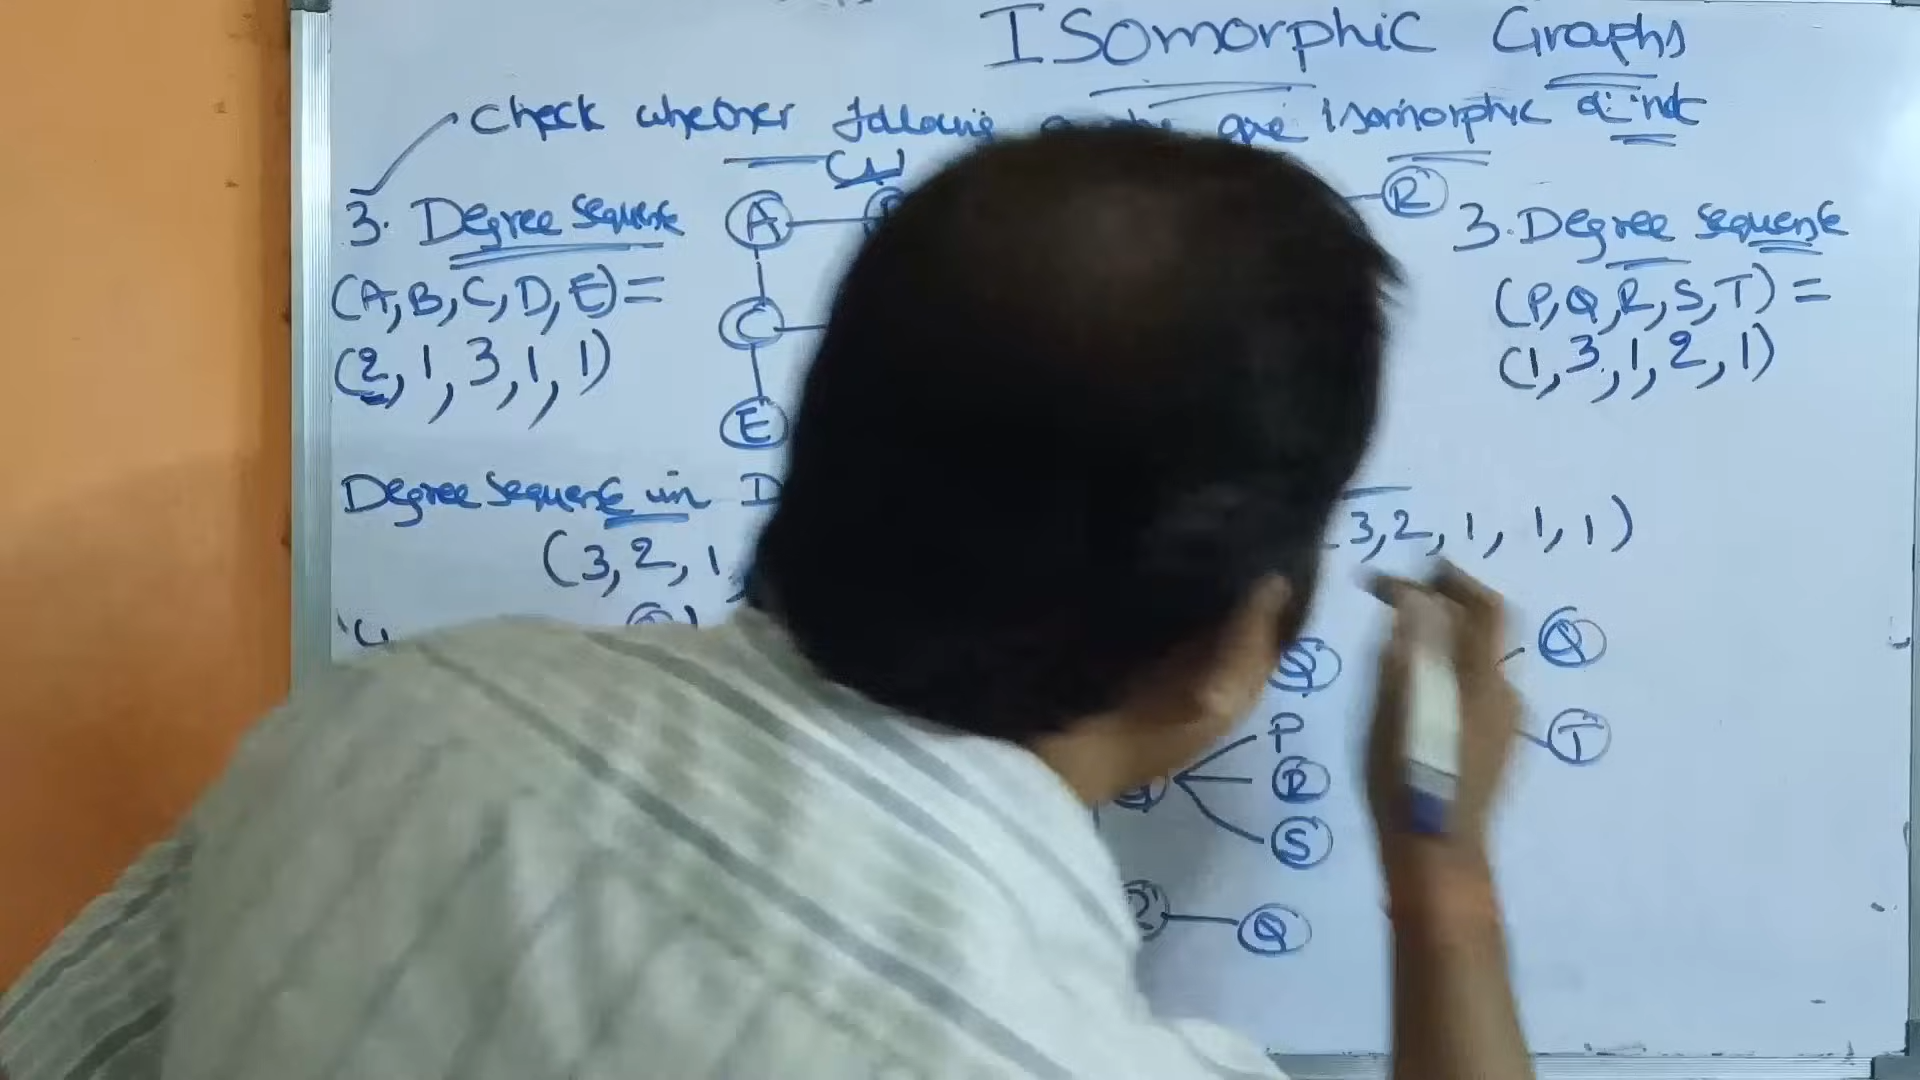 Isomorphic Graphs
Check whether following are isomorphic or not
3. Degree sequence
(A, B, C, D, E) =
(2, 1, 3, 1, 1)
A
C
E
R
3. Degree sequence
(P, Q, R, S, T) =
(1, 3, 1, 2, 1)
Degree sequence in D
(3, 2, 1,
3, 2, 1, 1, 1)
Q
P
R
S
Q
T
Q